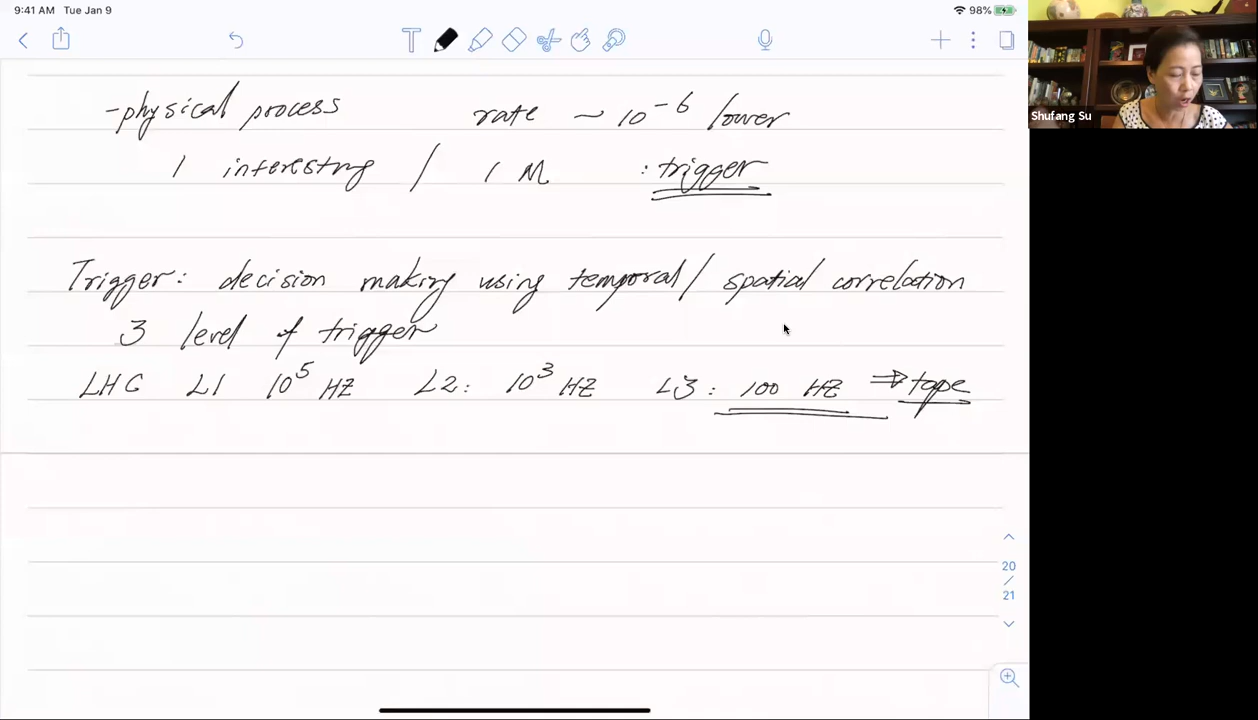 9:41 AM Tue Jan 9
98%
Shufang Su
-physical process rate ~ 10^-6 lower
1 interesting / 1 M : trigger
Trigger: decision making using temporal/spatial correlation
3 level of trigger
LHC L1 10^5 HZ L2: 10^3 HZ L3: 100 HZ ⇒ tape
20
/
21